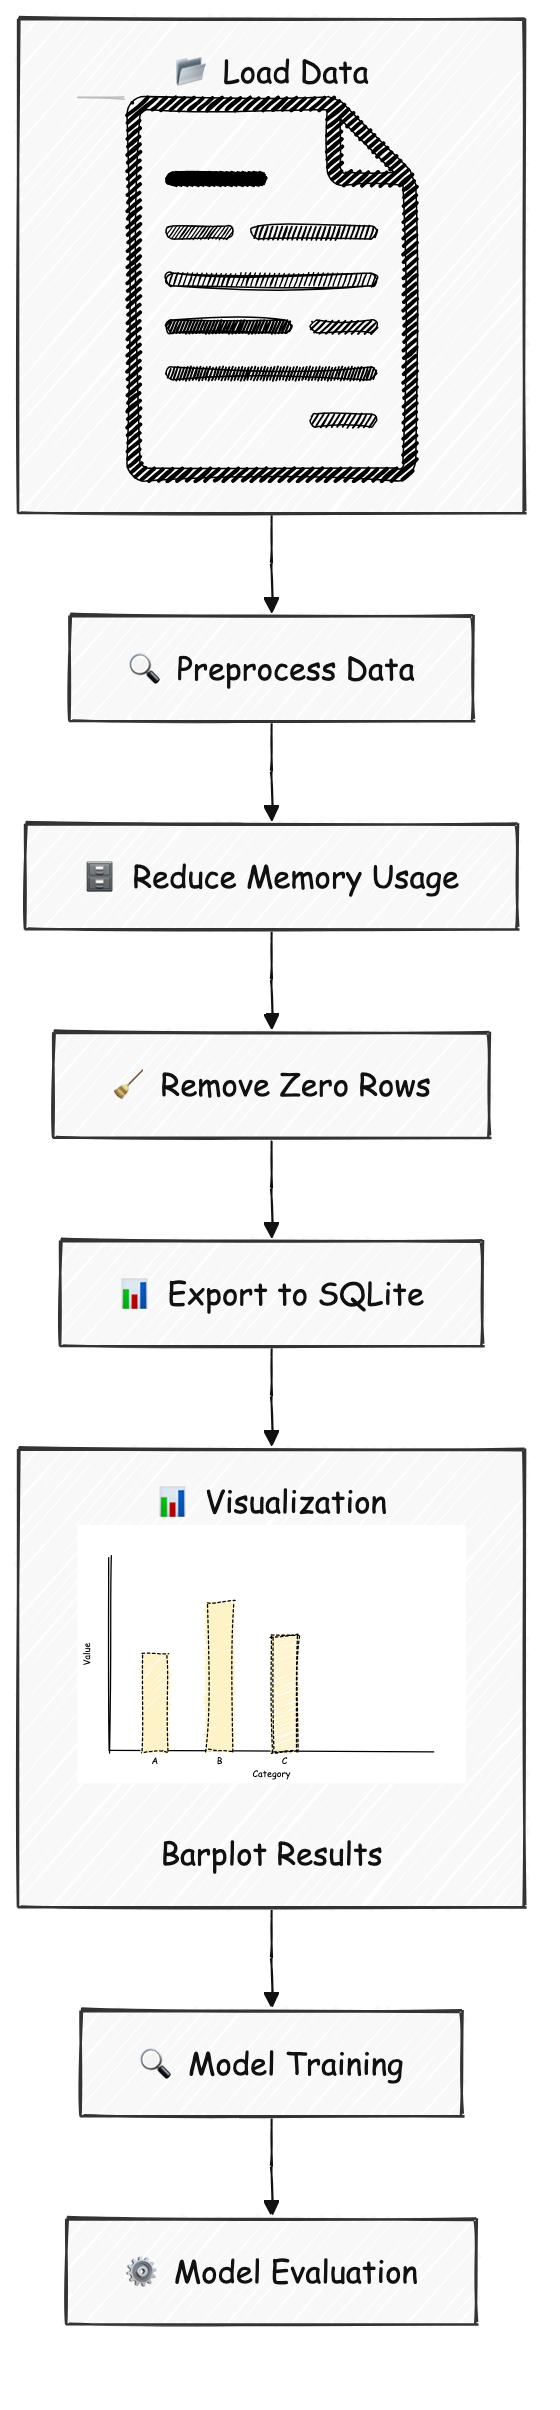 Load Data
Preprocess Data
Reduce Memory Usage
Remove Zero Rows
Export to SQLite
Visualization
Value
A B C
Category
Barplot Results
Model Training
Model Evaluation